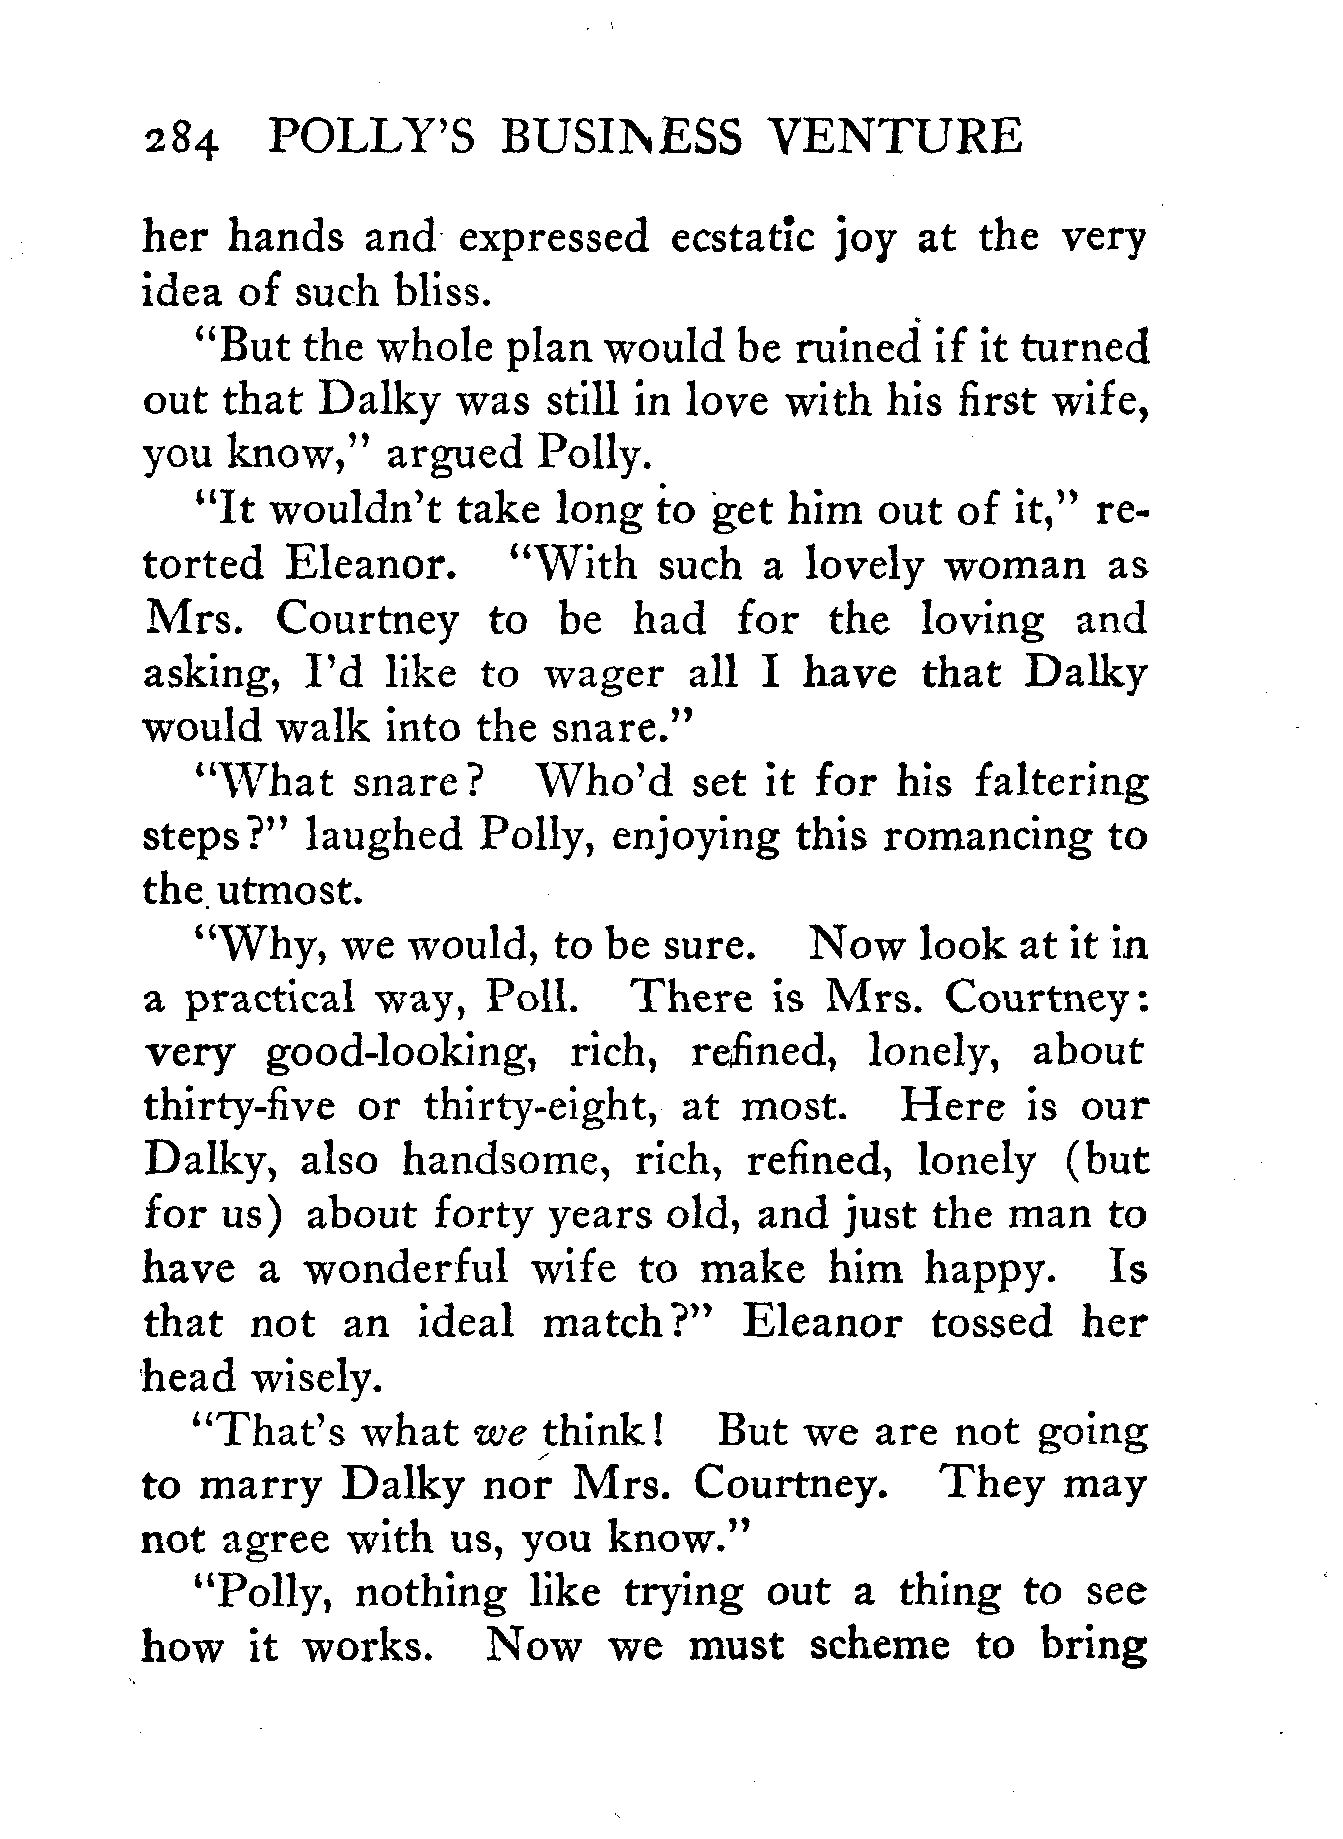 284 POLLY'S BUSINESS VENTURE
her hands and expressed ecstatic joy at the very
idea of such bliss.
"But the whole plan would be ruined if it turned
out that Dalky was still in love with his first wife,
you know," argued Polly.
"It wouldn't take long to get him out of it," re-
torted Eleanor. "With such a lovely woman as
Mrs. Courtney to be had for the loving and
asking, I'd like to wager all I have that Dalky
would walk into the snare."
"What snare? Who'd set it for his faltering
steps?" laughed Polly, enjoying this romancing to
the utmost.
"Why, we would, to be sure. Now look at it in
a practical way, Poll. There is Mrs. Courtney:
very good-looking, rich, refined, lonely, about
thirty-five or thirty-eight, at most. Here is our
Dalky, also handsome, rich, refined, lonely (but
for us) about forty years old, and just the man to
have a wonderful wife to make him happy. Is
that not an ideal match?" Eleanor tossed her
head wisely.
"That's what we think! But we are not going
to marry Dalky nor Mrs. Courtney. They may
not agree with us, you know."
"Polly, nothing like trying out a thing to see
how it works. Now we must scheme to bring